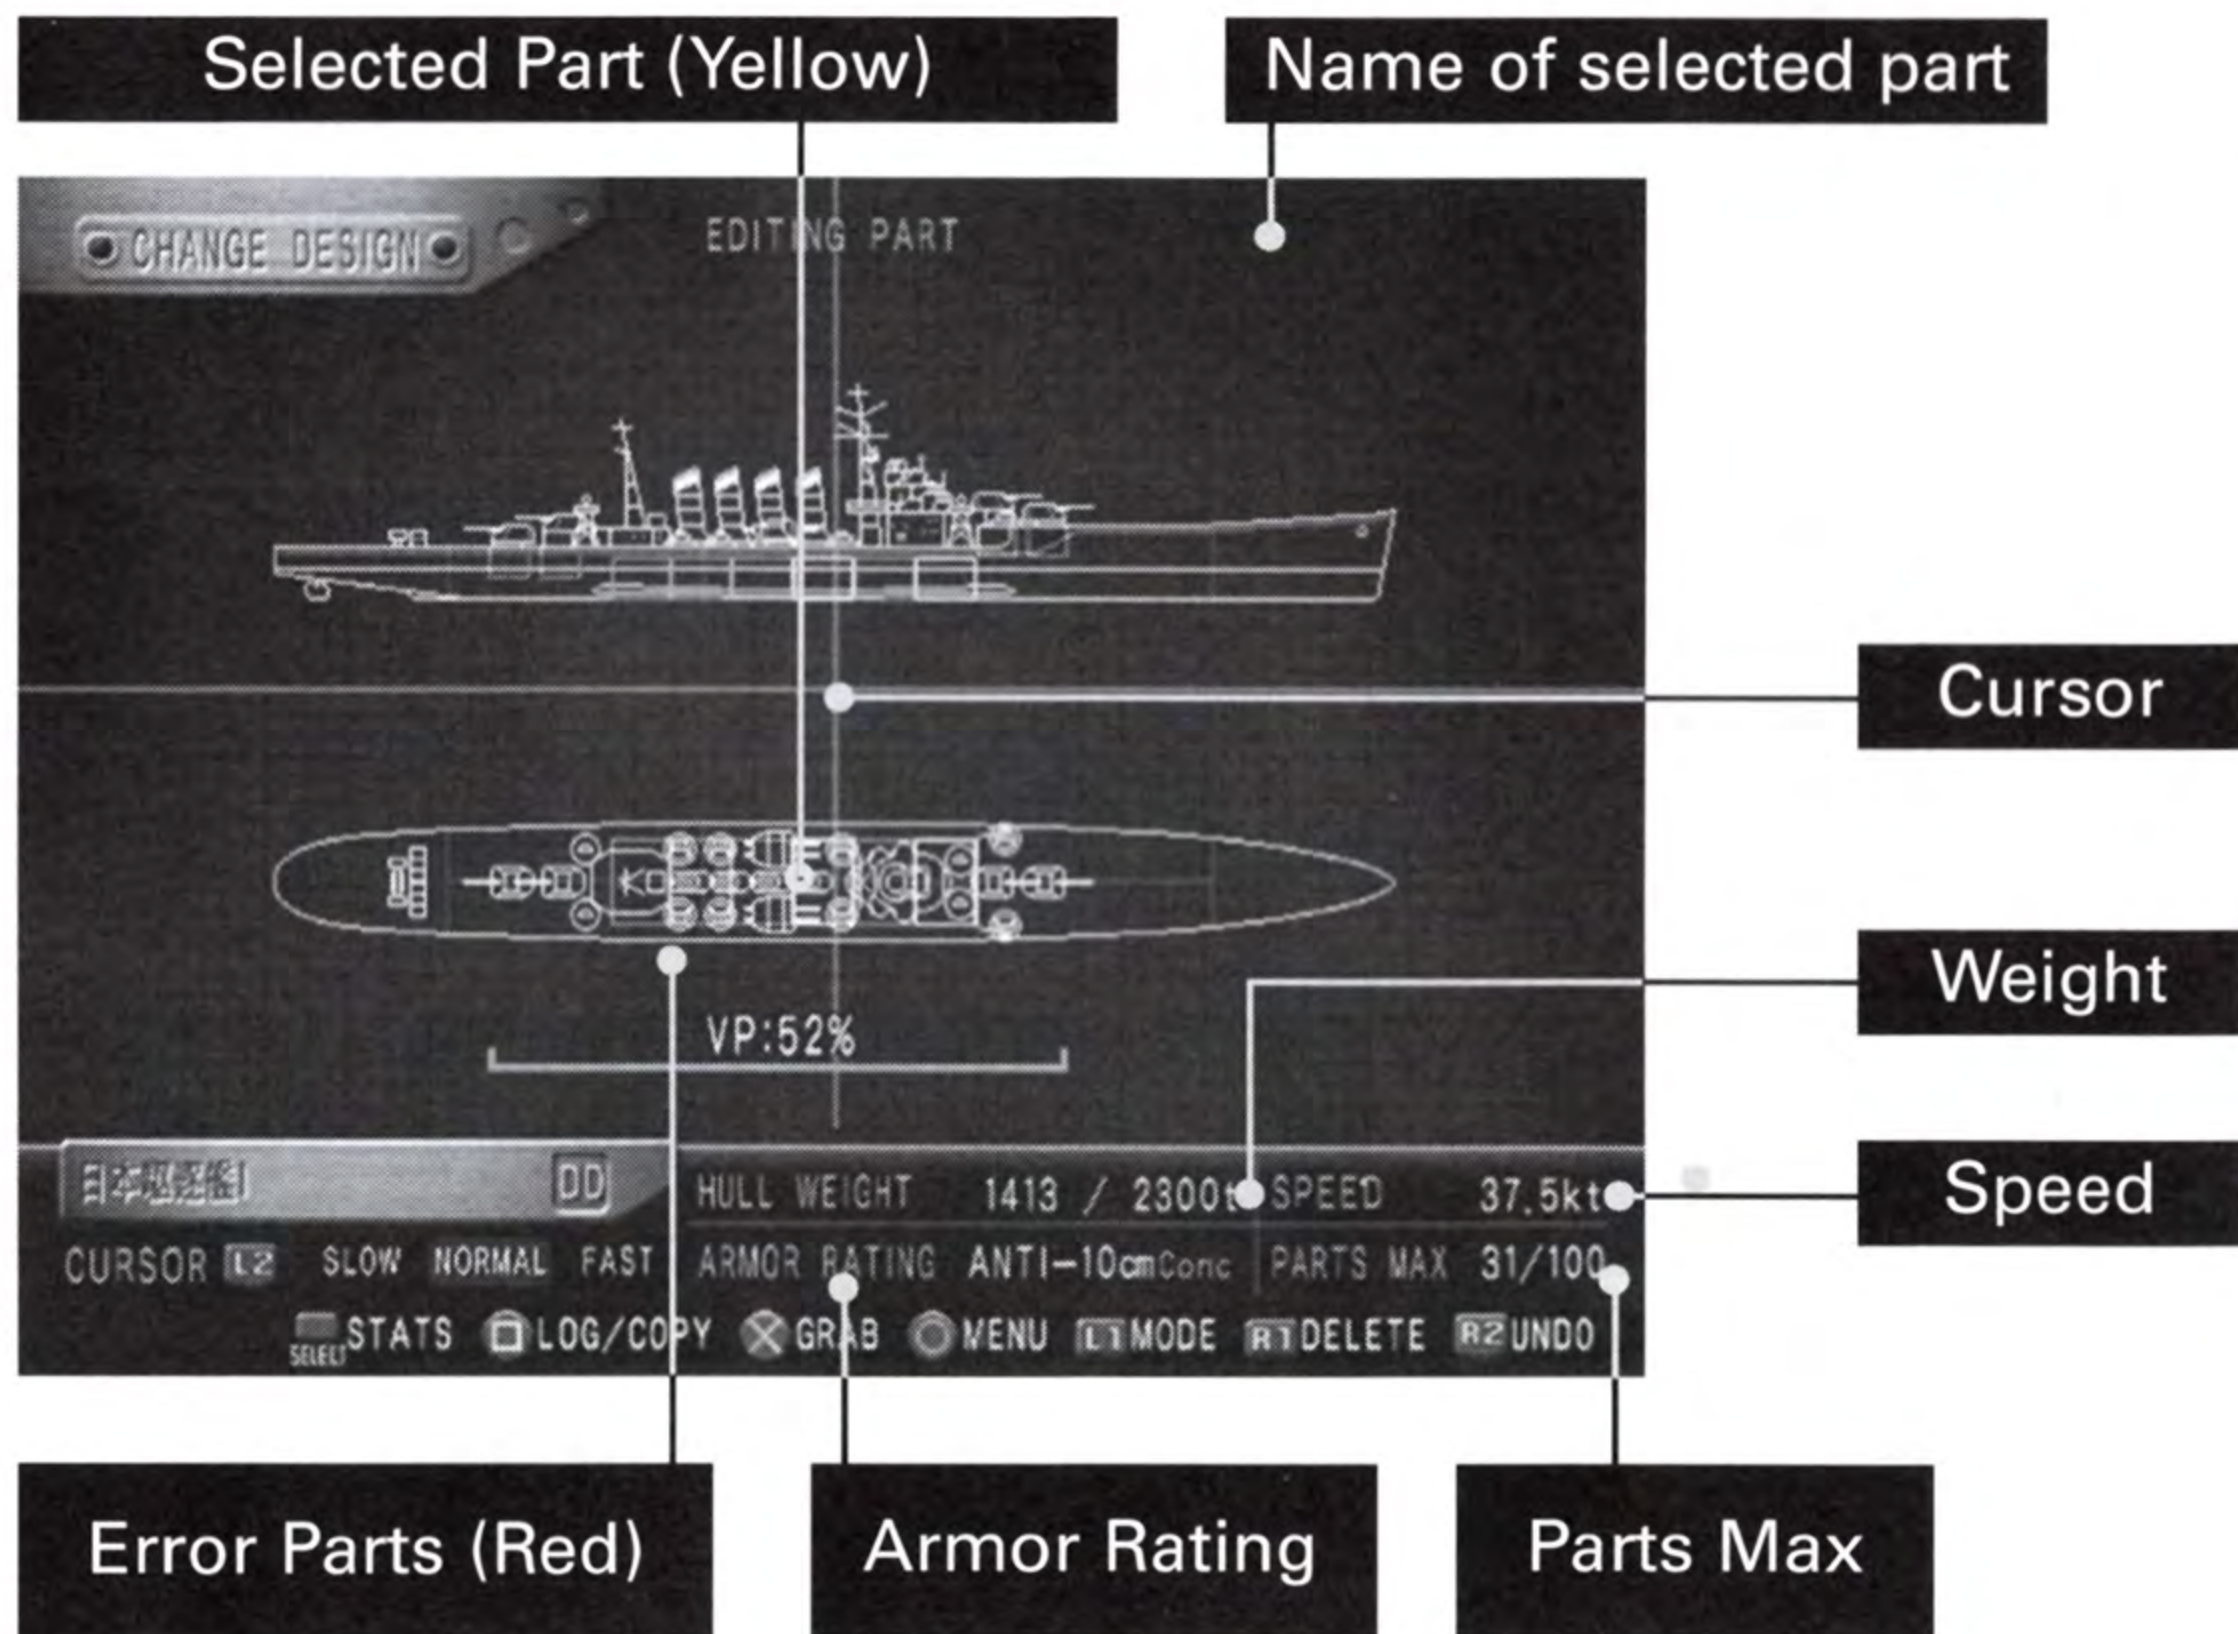 Selected Part (Yellow)
Name of selected part
CHANGE DESIGN
EDITING PART
Cursor
Weight
VP:52%
DD
HULL WEIGHT 1413 / 2300t
SPEED 37.5kt
Speed
CURSOR L2 SLOW NORMAL FAST
ARMOR RATING ANTI-10cmConc
PARTS MAX 31/100
SELECT STATS LOG/COPY GRAB MENU L1 MODE R1 DELETE R2 UNDO
Error Parts (Red)
Armor Rating
Parts Max